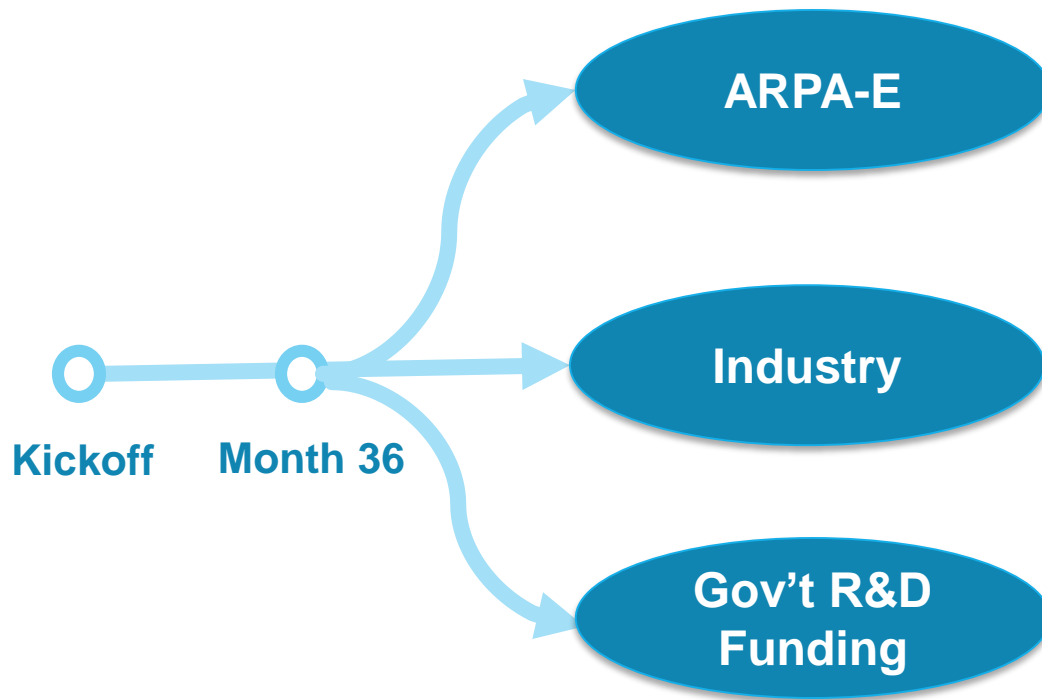 ARPA-E
Industry
Kickoff
Month 36
Gov’t R&D
Funding